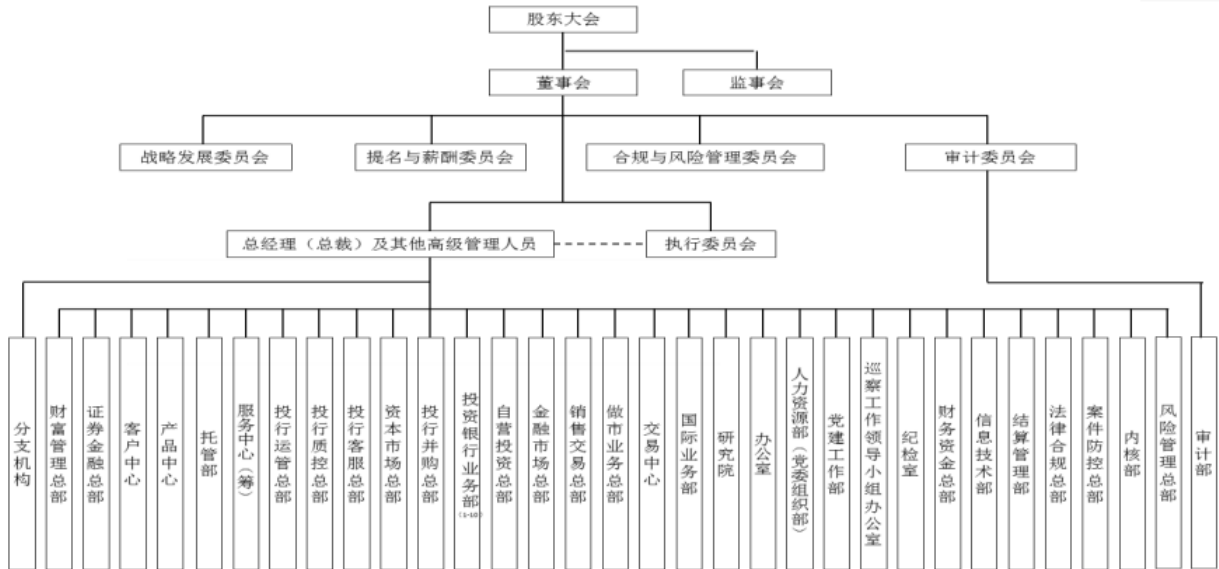 股东大会
董事会
监事会
战略发展委员会
提名与薪酬委员会
合规与风险管理委员会
审计委员会
总经理（总裁）及其他高级管理人员
执行委员会
分支机构
财富管理总部
证券金融总部
客户中心
产品中心
托管部
服务中心（筹）
投行运管总部
投行质控总部
投行客服总部
资本市场总部
投行并购总部
投资银行业务部（1-10）
自营投资总部
金融市场总部
销售交易总部
做市业务总部
交易中心
国际业务部
研究院
办公室
人力资源部（党委组织部）
党建工作部
巡察工作领导小组办公室
纪检室
财务资金总部
信息技术部
结算管理部
法律合规总部
案件防控总部
内核部
风险管理总部
审计部